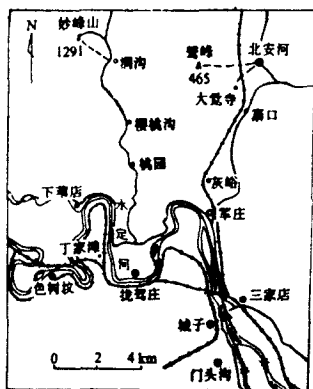 妙峰山
1291
N
涧沟
鹫峰
465
北安河
大觉寺
寨口
樱桃沟
桃园
灰峪
下苇店
永定河
军庄
丁家滩
色树坟
拢驾庄
三家店
城子
门头沟
0 2 4 km